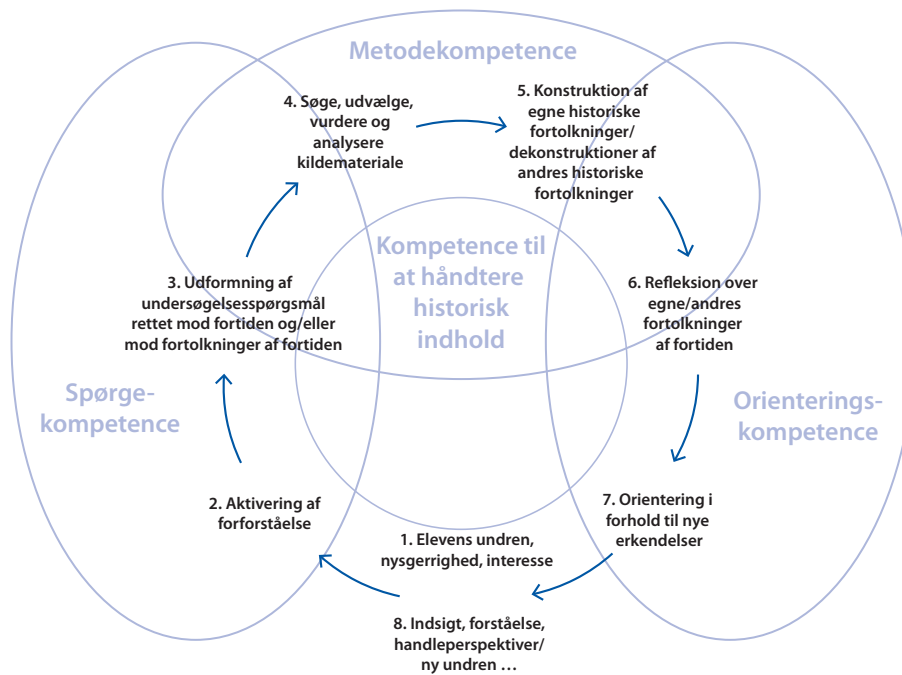 Metodekompetence
4. Søge, udvælge,
vurdere og
analysere
kildemateriale
5. Konstruktion af
egne historiske
fortolkninger/
dekonstruktioner af
andres historiske
fortolkninger
Kompetence til
at håndtere
historisk
indhold
3. Udformning af
undersøgelsesspørgsmål
rettet mod fortiden og/eller
mod fortolkninger af fortiden
6. Refleksion over
egne/andres
fortolkninger
af fortiden
Spørge-
kompetence
Orienterings-
kompetence
2. Aktivering af
forforståelse
7. Orientering i
forhold til nye
erkendelser
1. Elevens undren,
nysgerrighed, interesse
8. Indsigt, forståelse,
handleperspektiver/
ny undren …